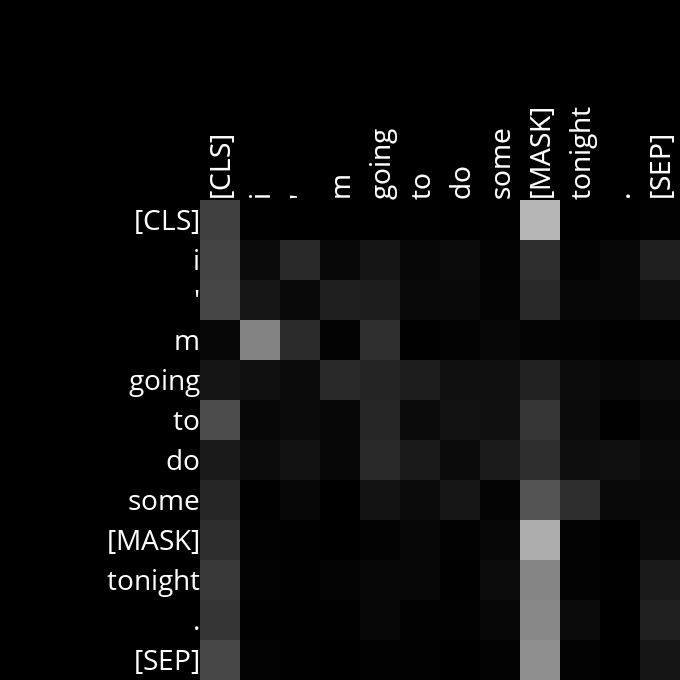 [CLS] i ' m going to do some [MASK] tonight . [SEP]
[CLS]
i
'
m
going
to
do
some
[MASK]
tonight
.
[SEP]